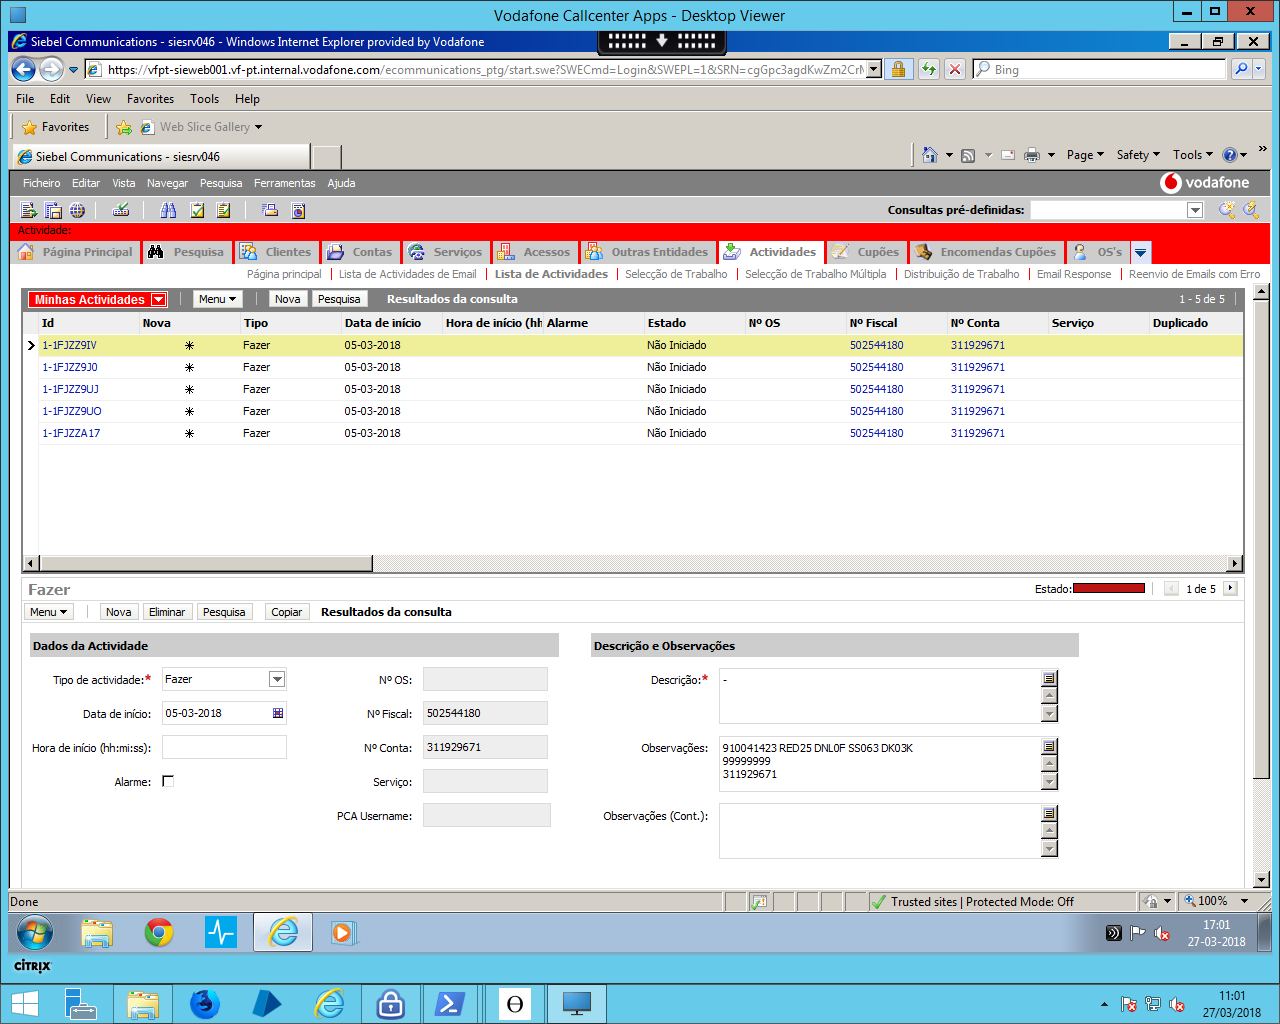 Vodafone Callcenter Apps - Desktop Viewer
Siebel Communications - siesrv046 - Windows Internet Explorer provided by Vodafone
https://vfpt-sieweb001.vf-pt.internal.vodafone.com/ecommunications_ptg/start.swe?SWECmd=Login&SWEPL=1&SRN=cgGpc3agdKwZm2CrM
Bing
File Edit View Favorites Tools Help
Favorites Web Slice Gallery
Siebel Communications - siesrv046
Page Safety Tools
Ficheiro Editar Vista Navegar Pesquisa Ferramentas Ajuda
vodafone
Consultas pré-definidas:
Actividade:
Página Principal Pesquisa Clientes Contas Serviços Acessos Outras Entidades Actividades Cupões Encomendas Cupões OS's
Página principal Lista de Actividades de Email Lista de Actividades Selecção de Trabalho Selecção de Trabalho Múltipla Distribuição de Trabalho Email Response Reenvio de Emails com Erro
Minhas Actividades Menu Nova Pesquisa Resultados da consulta 1 - 5 de 5
Id Nova Tipo Data de início Hora de início (hh Alarme Estado Nº OS Nº Fiscal Nº Conta Serviço Duplicado
1-1FJZZ9IV Fazer 05-03-2018 Não Iniciado 502544180 311929671
1-1FJZZ9J0 Fazer 05-03-2018 Não Iniciado 502544180 311929671
1-1FJZZ9UJ Fazer 05-03-2018 Não Iniciado 502544180 311929671
1-1FJZZ9UO Fazer 05-03-2018 Não Iniciado 502544180 311929671
1-1FJZZA17 Fazer 05-03-2018 Não Iniciado 502544180 311929671
Fazer Estado: 1 de 5
Menu Nova Eliminar Pesquisa Copiar Resultados da consulta
Dados da Actividade Descrição e Observações
Tipo de actividade:* Fazer Nº OS: Descrição:* -
Data de início: 05-03-2018 Nº Fiscal: 502544180
Hora de início (hh:mi:ss): Nº Conta: 311929671 Observações: 910041423 RED25 DNL0F SS063 DK03K
99999999
311929671
Alarme: Serviço:
PCA Username: Observações (Cont.):
Done Trusted sites | Protected Mode: Off 100%
17:01
27-03-2018
CITRIX
11:01
27/03/2018